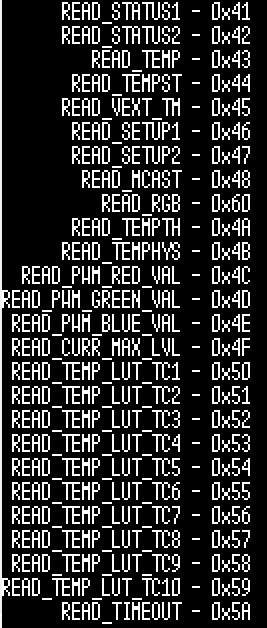 READ_STATUS1 - 0x41
READ_STATUS2 - 0x42
READ_TEMP - 0x43
READ_TEMPST - 0x44
READ_VEXT_TM - 0x45
READ_SETUP1 - 0x46
READ_SETUP2 - 0x47
READ_MCAST - 0x48
READ_RGB - 0x60
READ_TEMPTH - 0x4A
READ_TEMPHYS - 0x4B
READ_PWM_RED_VAL - 0x4C
READ_PWM_GREEN_VAL - 0x4D
READ_PWM_BLUE_VAL - 0x4E
READ_CURR_MAX_LVL - 0x4F
READ_TEMP_LUT_TC1 - 0x50
READ_TEMP_LUT_TC2 - 0x51
READ_TEMP_LUT_TC3 - 0x52
READ_TEMP_LUT_TC4 - 0x53
READ_TEMP_LUT_TC5 - 0x54
READ_TEMP_LUT_TC6 - 0x55
READ_TEMP_LUT_TC7 - 0x56
READ_TEMP_LUT_TC8 - 0x57
READ_TEMP_LUT_TC9 - 0x58
READ_TEMP_LUT_TC10 - 0x59
READ_TIMEOUT - 0x5A